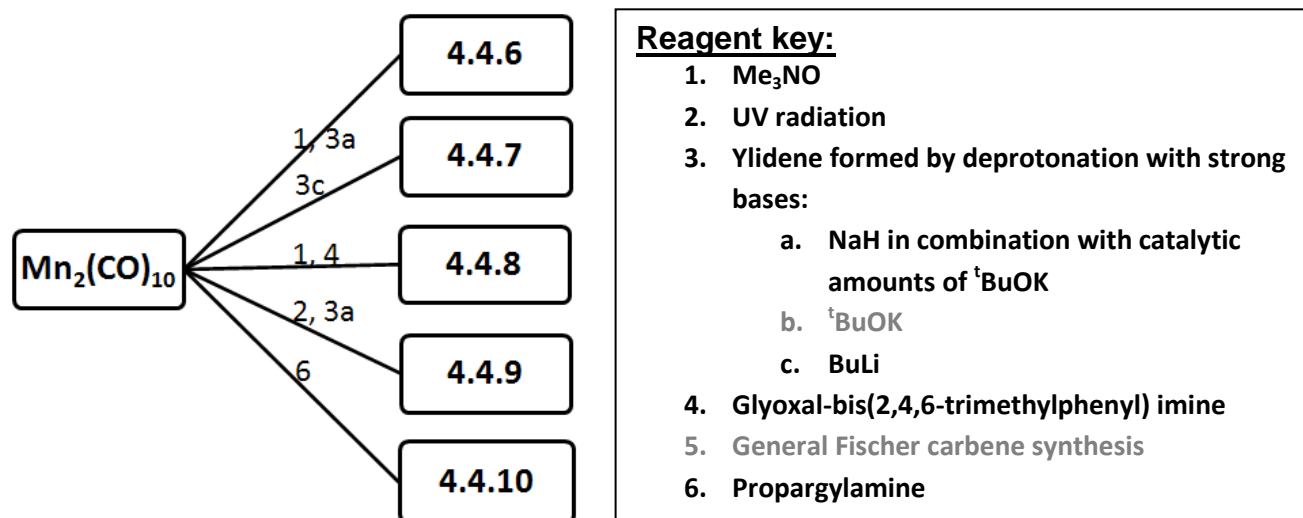 4.4.6
1, 3a
4.4.7
3c
Mn₂(CO)₁₀
1, 4
4.4.8
2, 3a
4.4.9
6
4.4.10
Reagent key:
1. Me₃NO
2. UV radiation
3. Ylidene formed by deprotonation with strong
bases:
a. NaH in combination with catalytic
amounts of ᵗBuOK
b. ᵗBuOK
c. BuLi
4. Glyoxal-bis(2,4,6-trimethylphenyl) imine
5. General Fischer carbene synthesis
6. Propargylamine